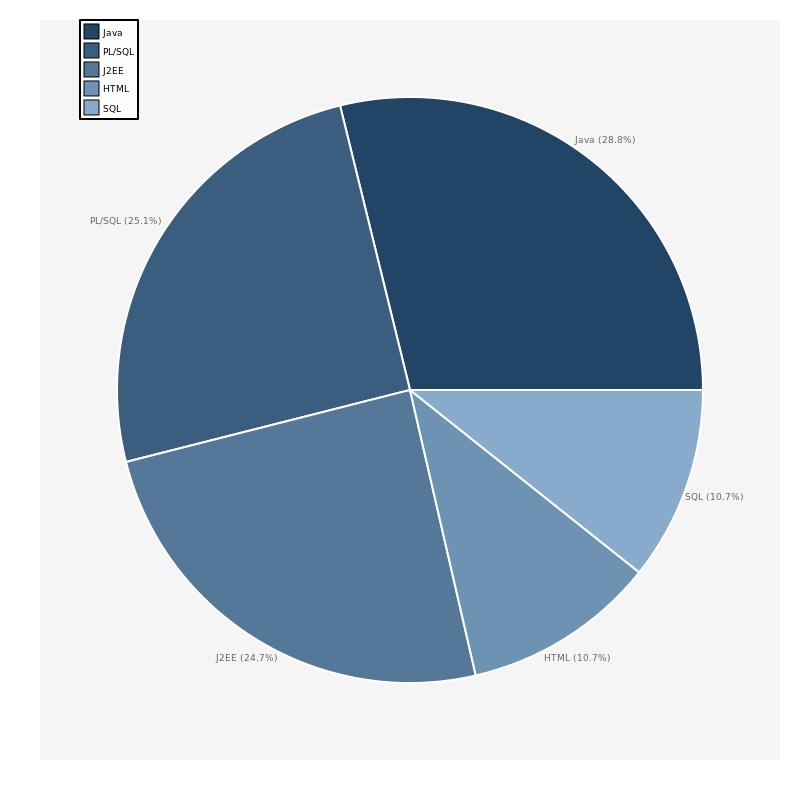 Java
PL/SQL
J2EE
HTML
SQL
Java (28.8%)
PL/SQL (25.1%)
SQL (10.7%)
J2EE (24.7%)
HTML (10.7%)